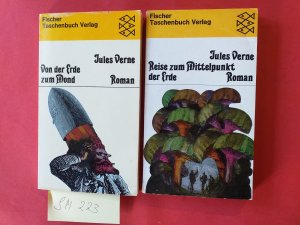 Fischer
Taschenbuch Verlag
Jules Verne
Von der Erde
zum Mond
Roman
Fischer
Taschenbuch Verlag
Jules Verne
Reise zum Mittelpunkt
der Erde
Roman
SM 223